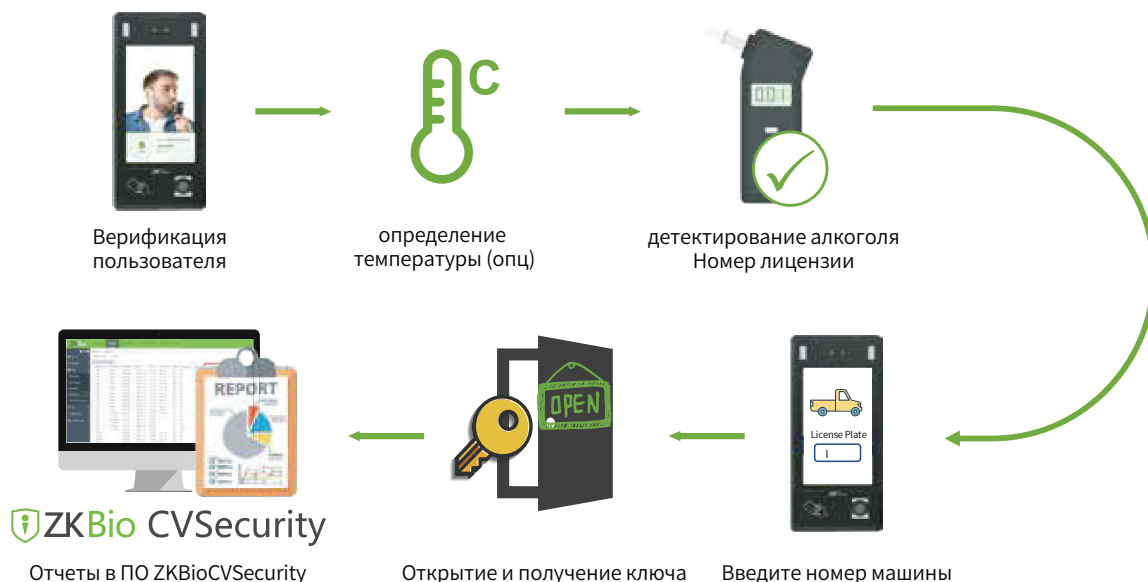 C
0.01
Верификация
пользователя
определение
температуры (опц)
детектирование алкоголя
Номер лицензии
REPORT
OPEN
License Plate
ZKBio CVSecurity
Отчеты в ПО ZKBioCVSecurity
Открытие и получение ключа
Введите номер машины